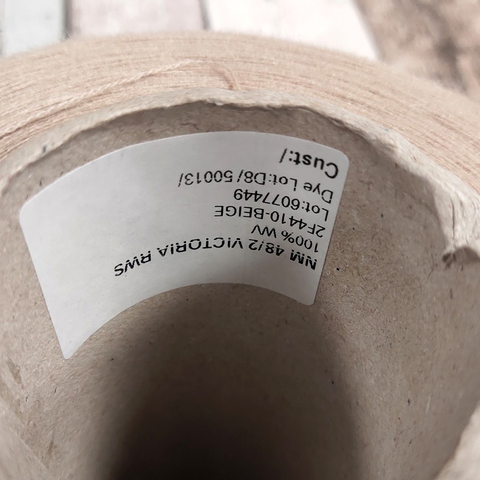 NM 48/2 VICTORIA RWS
100% WV
2F4410-BEIGE
Lot:6077449
Dye Lot:D8/ 50013/
Cust:/